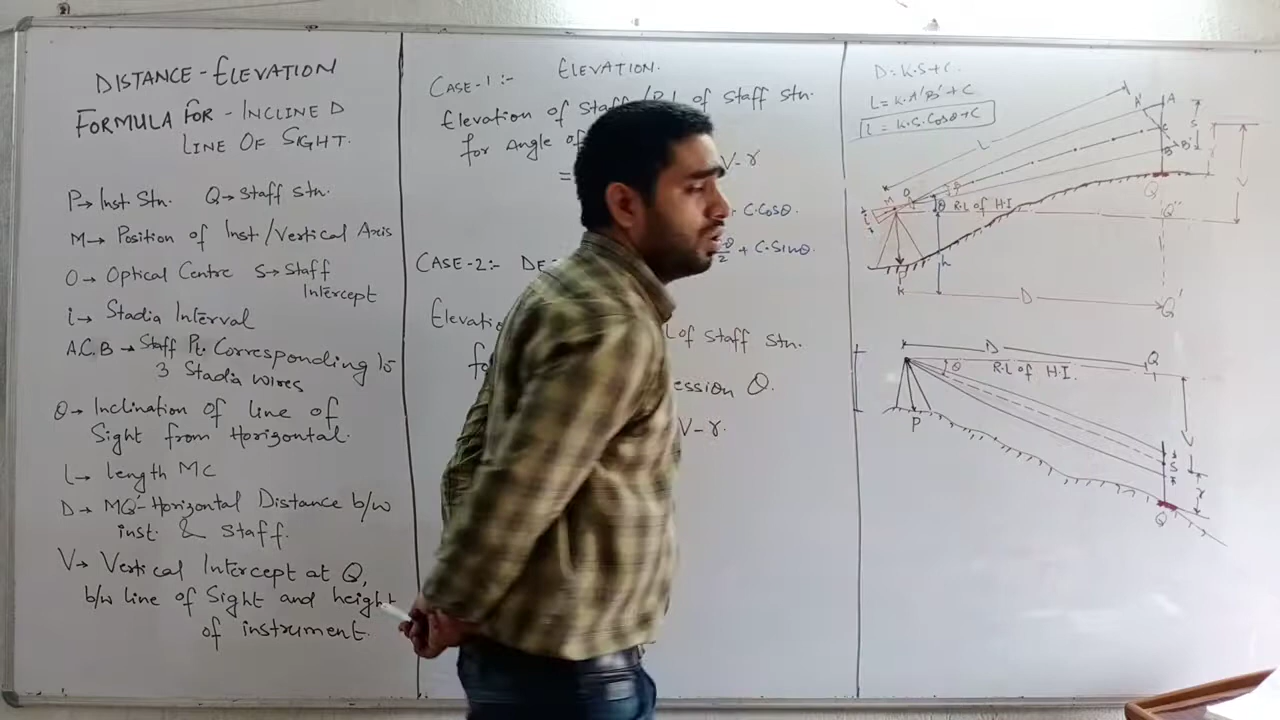 DISTANCE - ELEVATION
FORMULA FOR - INCLINED
LINE OF SIGHT.
P→ Inst. Stn. Q→ Staff Stn.
M→ Position of Inst./Vertical Axis
O→ Optical Centre S→ Staff
Intercept
i→ Stadia Interval
A.C.B → Staff Pt. Corresponding to
3 Stadia wires
θ→ Inclination of line of
Sight from Horizontal.
L→ length MC
D→ MQ'- Horizontal Distance b/w
inst. & Staff.
V→ Vertical Intercept at Q,
b/w line of Sight and height
of instrument.
CASE-1:- ELEVATION.
Elevation of Staff/R.L of Staff Stn.
for Angle of
= V-r
C.Cosθ.
+ C.Sinθ.
CASE-2:- DE
Elevatio of Staff Stn.
fo ession θ.
V-r.
D=K.S+C.
L=K.A'B'+C
L=K.S.Cosθ+C
L
A' A
S
C
B B'
M O θ
R.L of H.I
i
Q
Q''
V
r
P
h
K D Q'
D Q
θ R.L of H.I.
V
P
S
r
Q